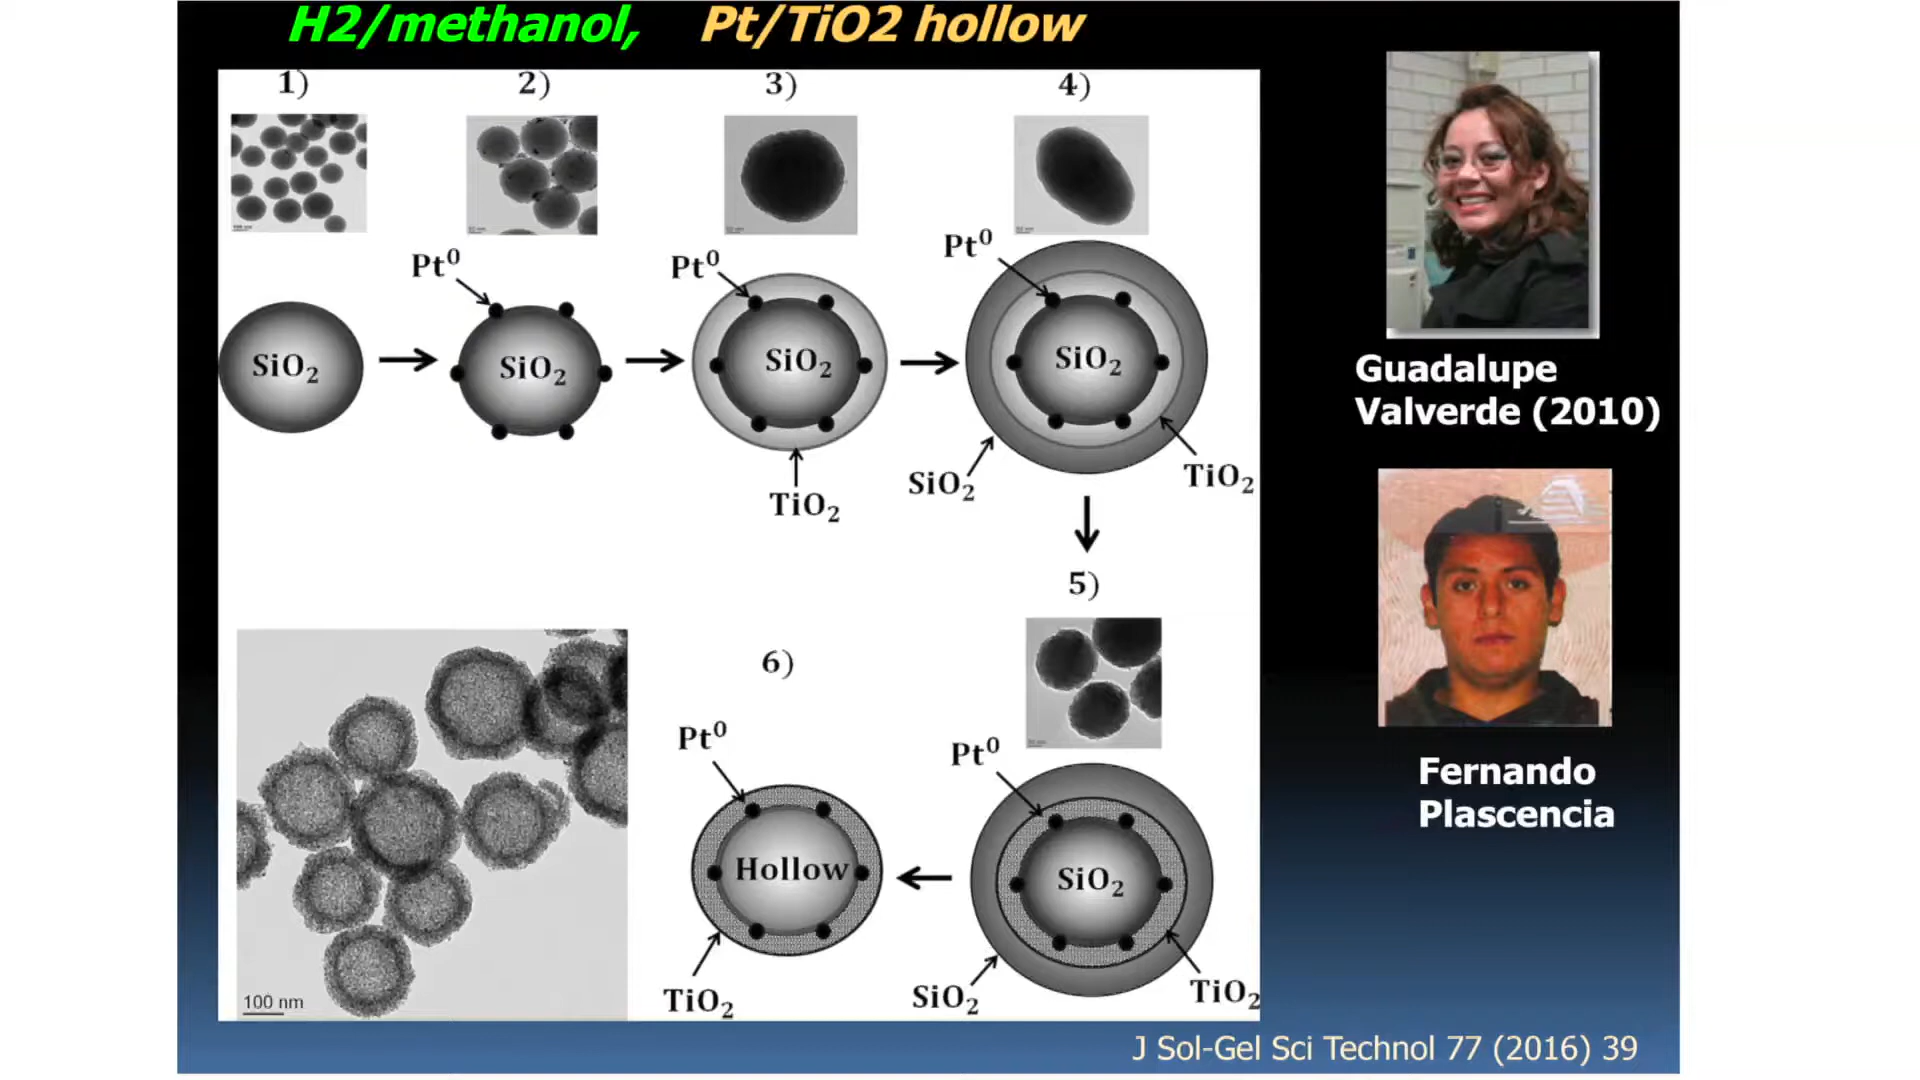 H2/methanol, Pt/TiO2 hollow
1)
2)
3)
4)
Pt⁰
Pt⁰
Pt⁰
SiO₂
SiO₂
SiO₂
SiO₂
TiO₂
SiO₂
TiO₂
5)
6)
Pt⁰
Pt⁰
Hollow
SiO₂
TiO₂
SiO₂
TiO₂
100 nm
Guadalupe
Valverde (2010)
Fernando
Plascencia
J Sol-Gel Sci Technol 77 (2016) 39